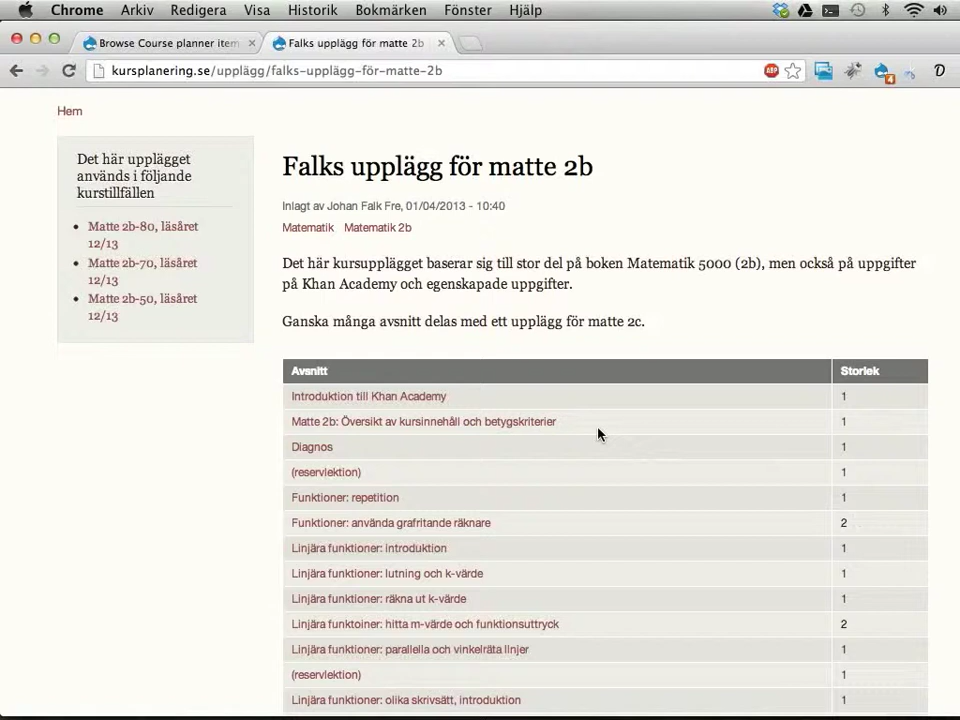 Chrome Arkiv Redigera Visa Historik Bokmärken Fönster Hjälp
Browse Course planner item
Falks upplägg för matte 2b
kursplanering.se/upplägg/falks-upplägg-för-matte-2b
ABP
4
D
Hem
Det här upplägget
används i följande
kurstillfällen
Matte 2b-80, läsåret
12/13
Matte 2b-70, läsåret
12/13
Matte 2b-50, läsåret
12/13
Falks upplägg för matte 2b
Inlagt av Johan Falk Fre, 01/04/2013 - 10:40
Matematik Matematik 2b
Det här kursupplägget baserar sig till stor del på boken Matematik 5000 (2b), men också på uppgifter
på Khan Academy och egenskapade uppgifter.
Ganska många avsnitt delas med ett upplägg för matte 2c.
Avsnitt Storlek
Introduktion till Khan Academy 1
Matte 2b: Översikt av kursinnehåll och betygskriterier 1
Diagnos 1
(reservlektion) 1
Funktioner: repetition 1
Funktioner: använda grafritande räknare 2
Linjära funktioner: introduktion 1
Linjära funktioner: lutning och k-värde 1
Linjära funktioner: räkna ut k-värde 1
Linjära funktoiner: hitta m-värde och funktionsuttryck 2
Linjära funktioner: parallella och vinkelräta linjer 1
(reservlektion) 1
Linjära funktioner: olika skrivsätt, introduktion 1